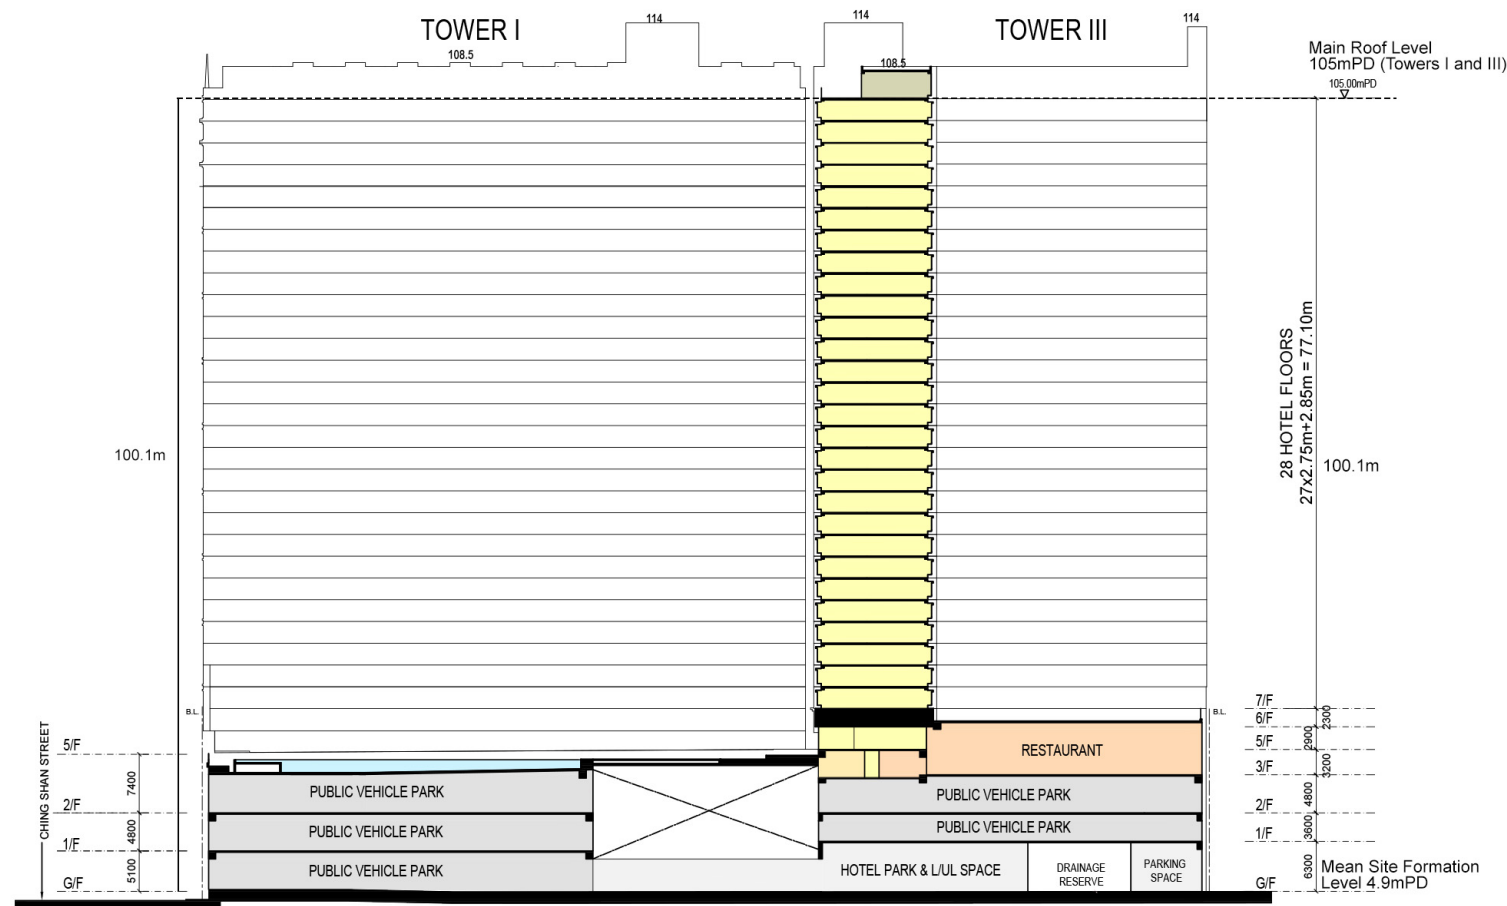 TOWER I
114
114
TOWER III
114
108.5
108.5
Main Roof Level
105mPD (Towers I and III)
105.00mPD
100.1m
28 HOTEL FLOORS
27x2.75m+2.85m = 77.10m
100.1m
B.L.
B.L.
7/F
6/F
5/F
3/F
2/F
1/F
G/F
2300
2900
3200
4800
3600
6300
CHING SHAN STREET
5/F
2/F
1/F
G/F
7400
4800
5100
RESTAURANT
PUBLIC VEHICLE PARK
PUBLIC VEHICLE PARK
PUBLIC VEHICLE PARK
PUBLIC VEHICLE PARK
PUBLIC VEHICLE PARK
HOTEL PARK & L/UL SPACE
DRAINAGE
RESERVE
PARKING
SPACE
Mean Site Formation
Level 4.9mPD